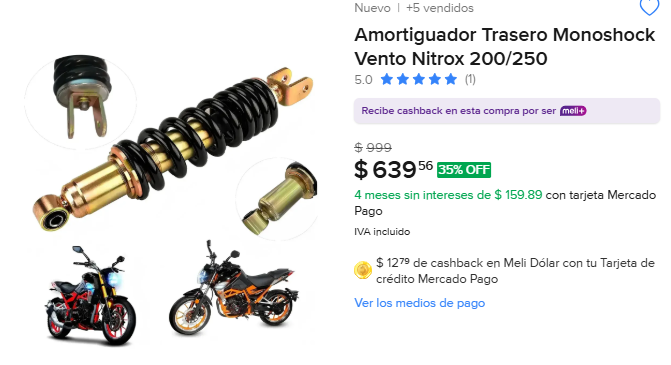 Nuevo | +5 vendidos
Amortiguador Trasero Monoshock
Vento Nitrox 200/250
5.0 (1)
Recibe cashback en esta compra por ser meli+
$ 999
$ 639 56 35% OFF
4 meses sin intereses de $ 159.89 con tarjeta Mercado
Pago
IVA incluido
$ 12 79 de cashback en Meli Dólar con tu Tarjeta de
crédito Mercado Pago
Ver los medios de pago